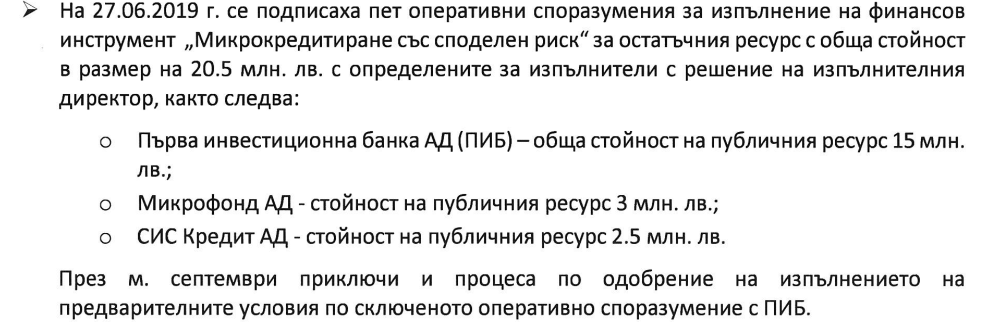 ➢ На 27.06.2019 г. се подписаха пет оперативни споразумения за изпълнение на финансов
инструмент „Микрокредитиране със споделен риск“ за остатъчния ресурс с обща стойност
в размер на 20.5 млн. лв. с определените за изпълнители с решение на изпълнителния
директор, както следва:
o Първа инвестиционна банка АД (ПИБ) – обща стойност на публичния ресурс 15 млн.
лв.;
o Микрофонд АД - стойност на публичния ресурс 3 млн. лв.;
o СИС Кредит АД - стойност на публичния ресурс 2.5 млн. лв.
През м. септември приключи и процеса по одобрение на изпълнението на
предварителните условия по сключеното оперативно споразумение с ПИБ.